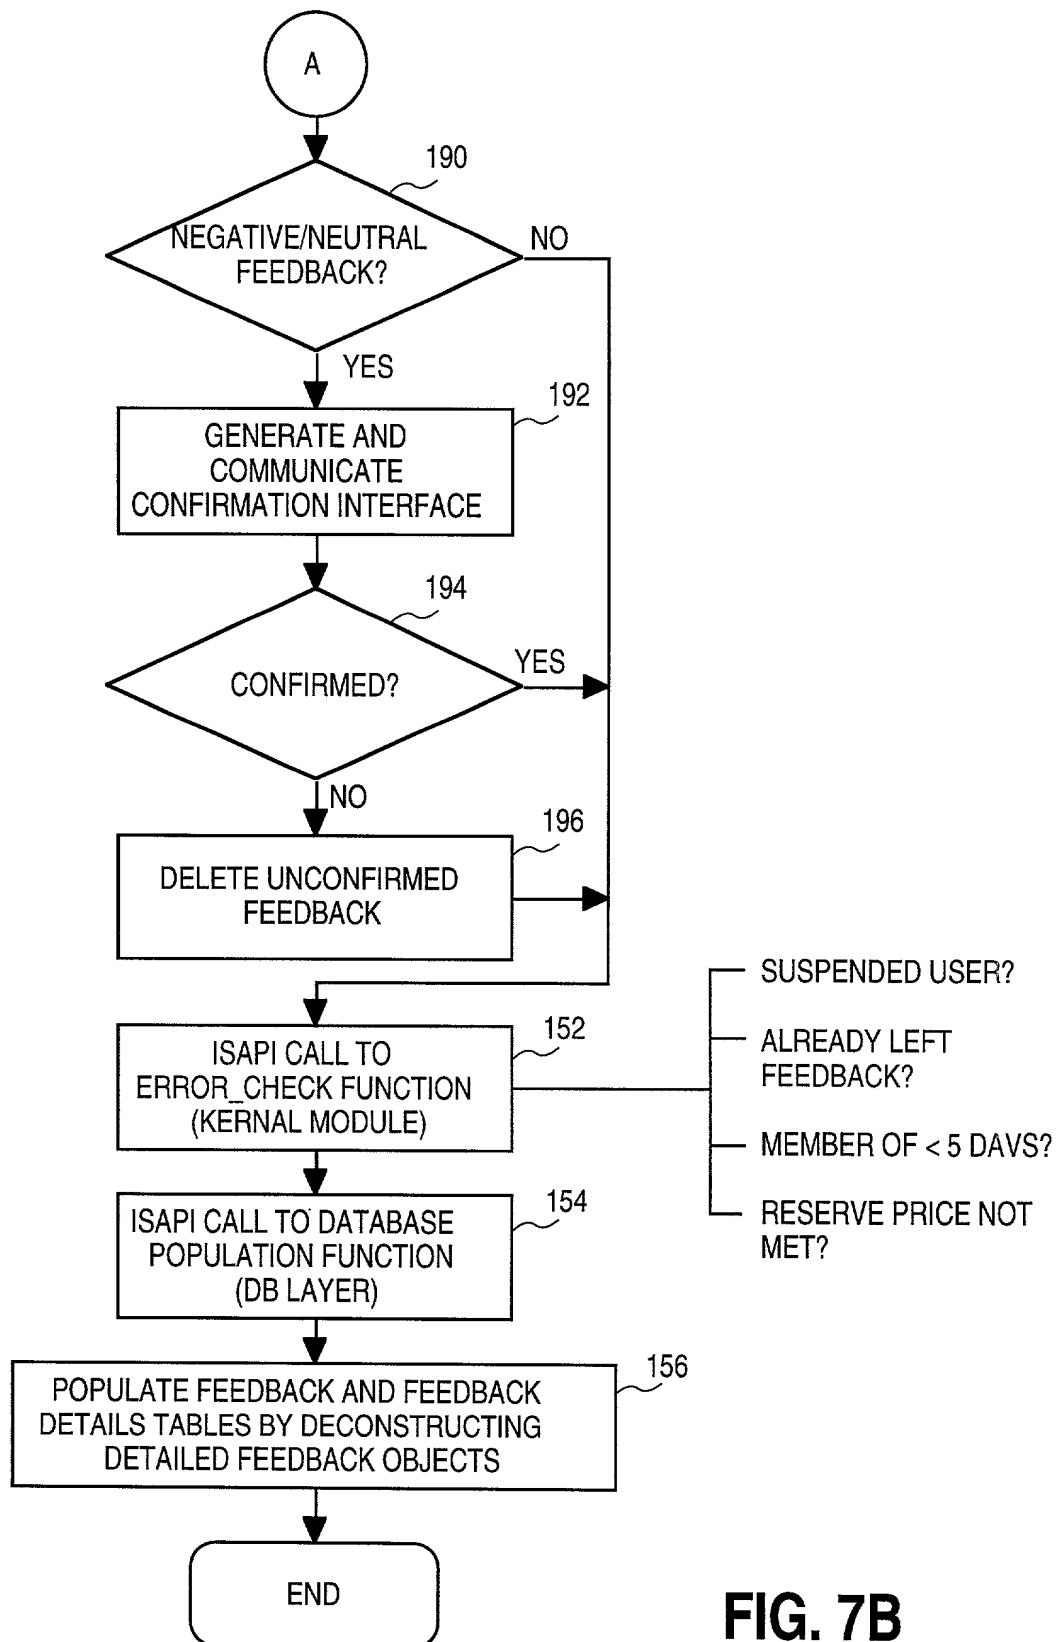 A
190
NEGATIVE/NEUTRAL
FEEDBACK?
NO
YES
192
GENERATE AND
COMMUNICATE
CONFIRMATION INTERFACE
194
CONFIRMED?
YES
NO
196
DELETE UNCONFIRMED
FEEDBACK
152
ISAPI CALL TO
ERROR_CHECK FUNCTION
(KERNAL MODULE)
SUSPENDED USER?
ALREADY LEFT
FEEDBACK?
MEMBER OF < 5 DAVS?
RESERVE PRICE NOT
MET?
154
ISAPI CALL TO DATABASE
POPULATION FUNCTION
(DB LAYER)
156
POPULATE FEEDBACK AND FEEDBACK
DETAILS TABLES BY DECONSTRUCTING
DETAILED FEEDBACK OBJECTS
END
FIG. 7B